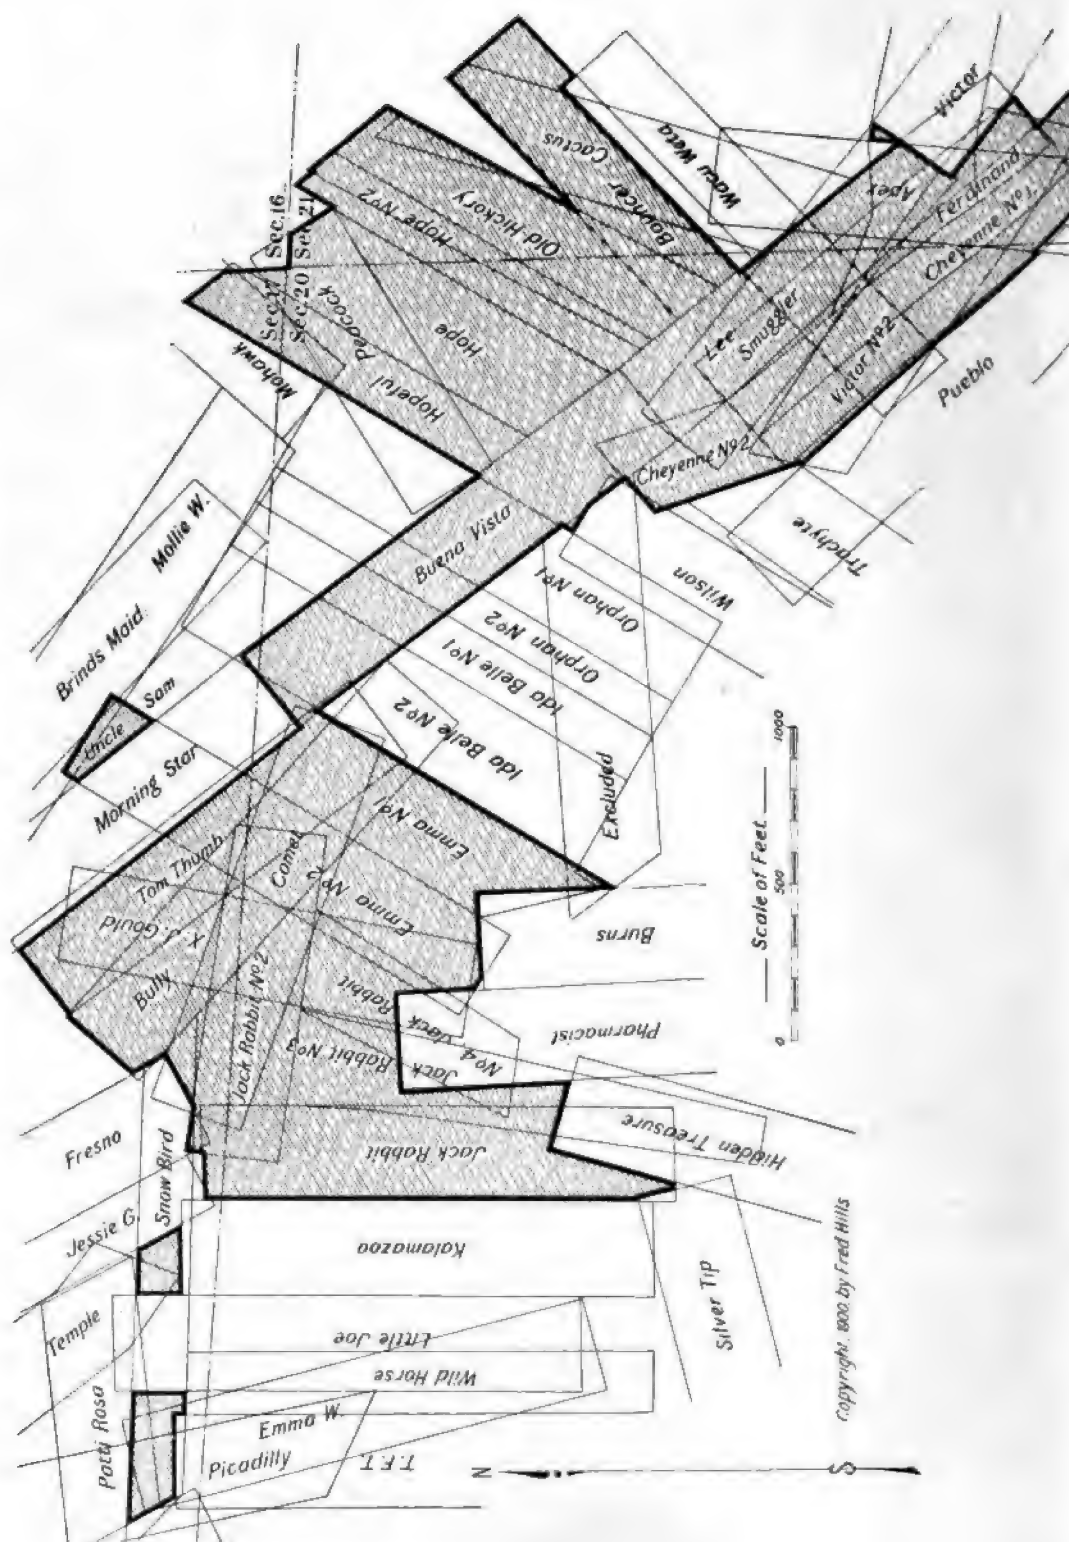 Sec.16
Sec.17
Sec.21
Sec.20
Cactus
Bouncer
Wacu Weta
Victor
Apex
Ferdinand
Cheyenne Nº1.
Old Hickory
Hope Nº2
Peacock
Hope
Hopeful
Mohawk
Lee
Smuggler
Victor Nº2
Pueblo
Cheyenne Nº2
Trachyte
Buena Vista
Wilson
Orphan Nº1
Orphan Nº2
Ida Belle Nº1
Ida Belle Nº2
Excluded
Mollie W.
Brinds Maid.
Uncle Sam
Morning Star
Tom Thumb.
X.J. Gould
Bully
Comet
Emma Nº1
Emma Nº2
Jack Rabbit Nº2
Jack Rabbit Nº3
Jack Rabbit
Nº4
Jack Rabbit
Burns
Pharmacist
Hidden Treasure
Scale of Feet.
0 500 1000
Fresno
Snow Bird
Jessie G.
Kalamazoo
Silver Tip
Temple
Little Joe
Wild Horse
Patti Rosa
Emma W.
Picadilly
T.F.T.
N
S
Copyright, 1900, by Fred Hills